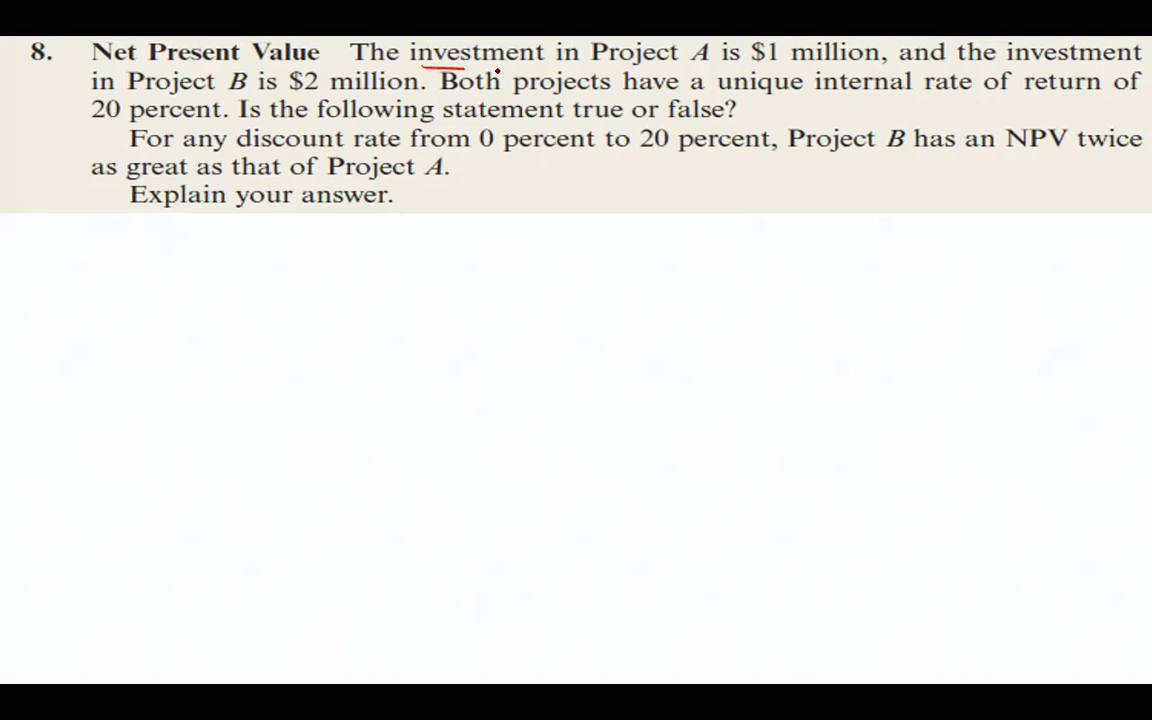 8. Net Present Value The investment in Project A is $1 million, and the investment
in Project B is $2 million. Both projects have a unique internal rate of return of
20 percent. Is the following statement true or false?
For any discount rate from 0 percent to 20 percent, Project B has an NPV twice
as great as that of Project A.
Explain your answer.